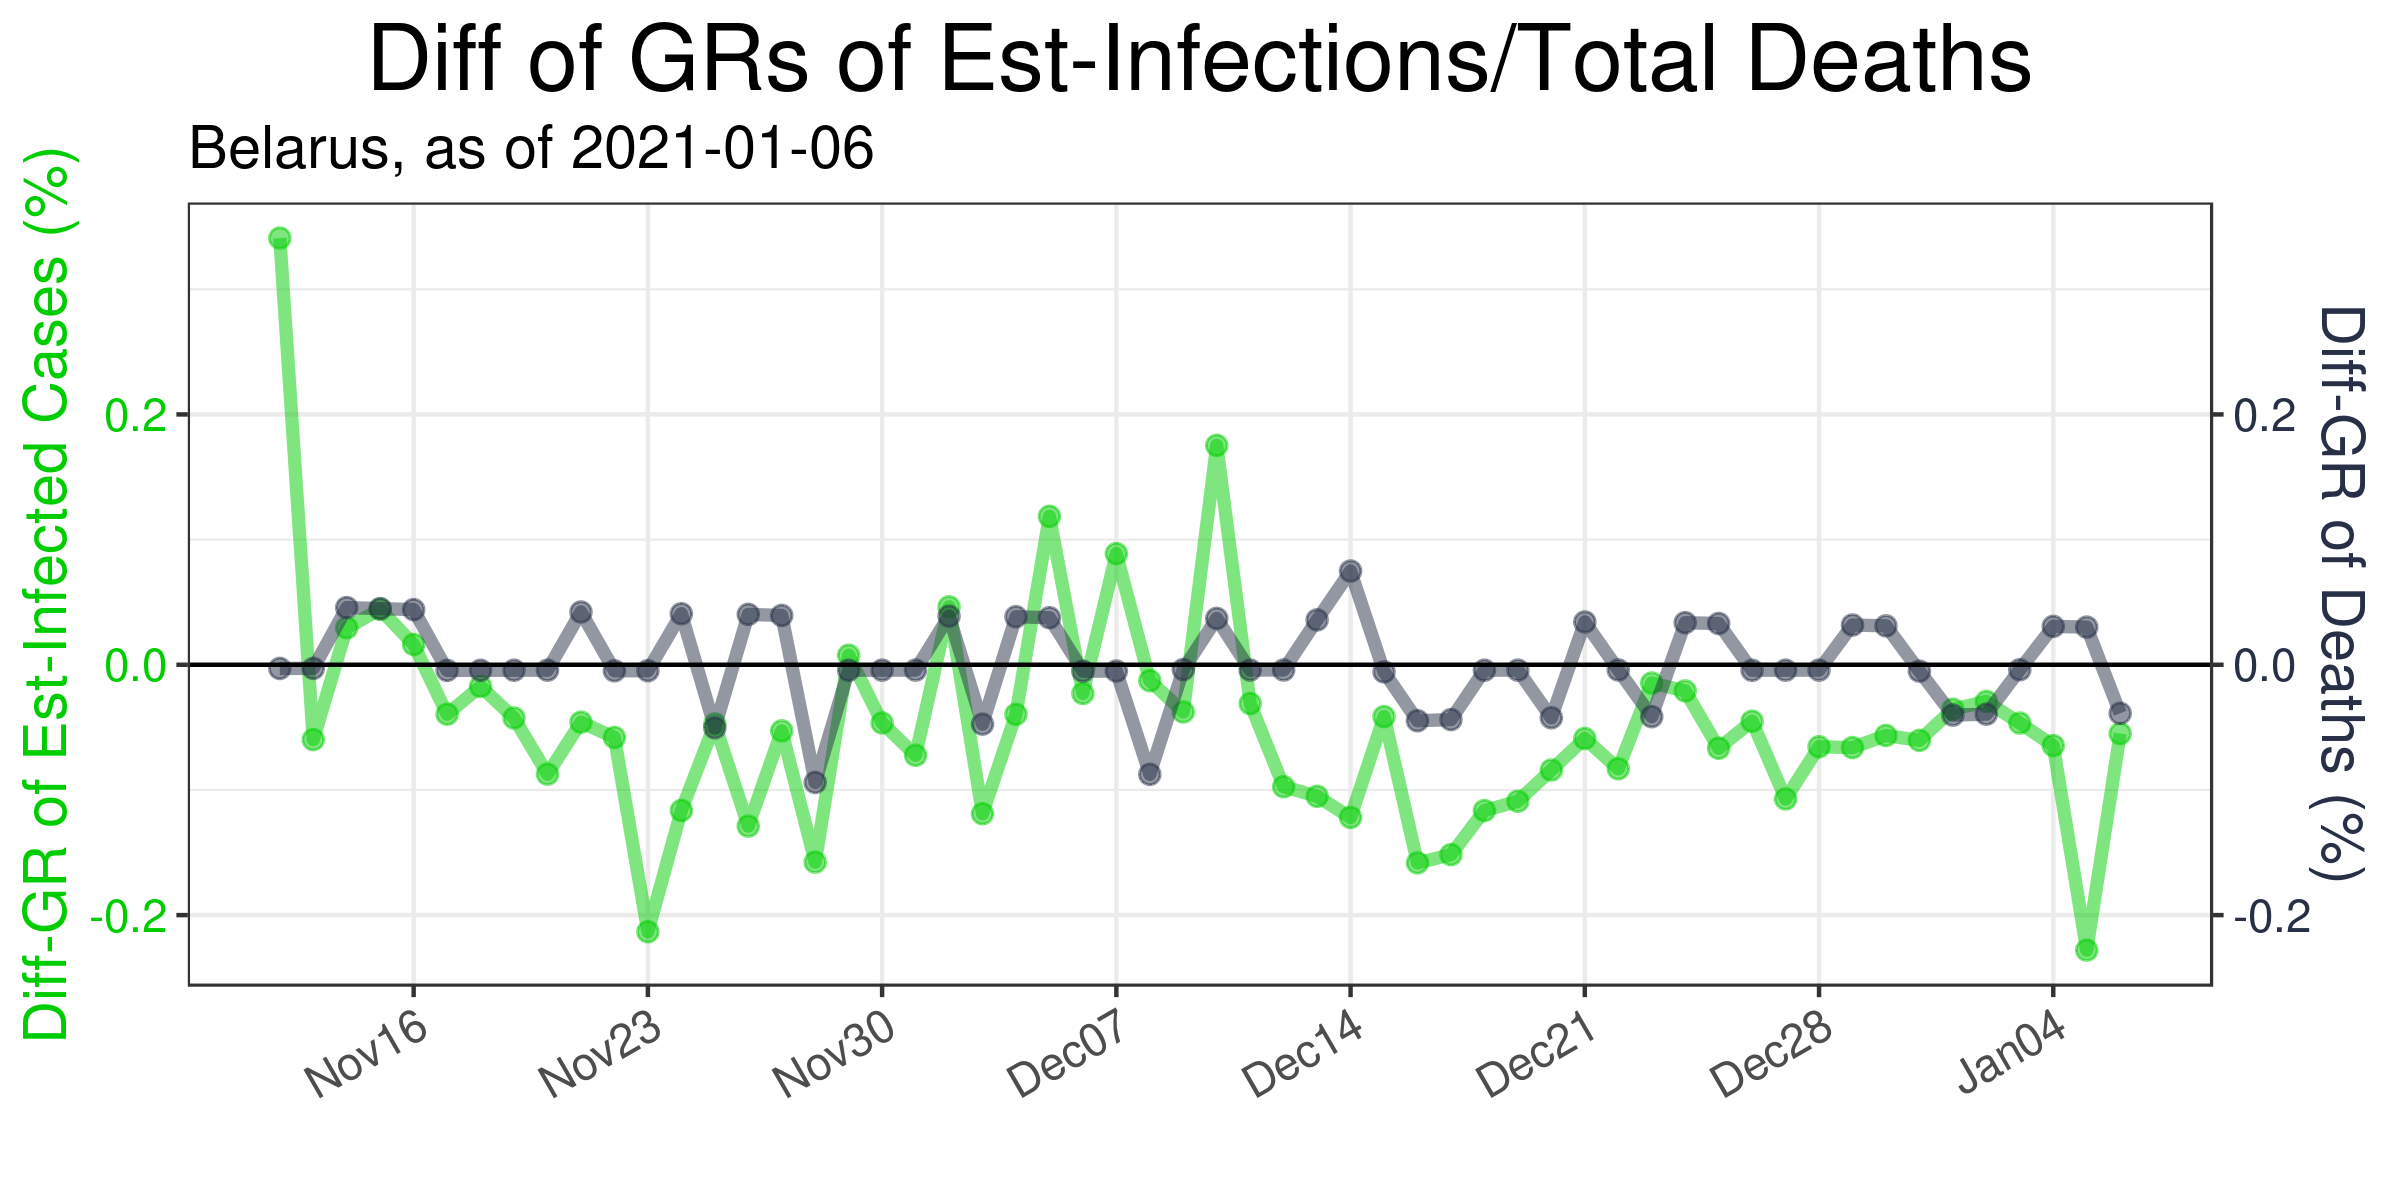 Diff of GRs of Est-Infections/Total Deaths
Belarus, as of 2021-01-06
Diff-GR of Est-Infected Cases (%)
0.2
0.0
-0.2
0.2
0.0
-0.2
Diff-GR of Deaths (%)
Nov16
Nov23
Nov30
Dec07
Dec14
Dec21
Dec28
Jan04